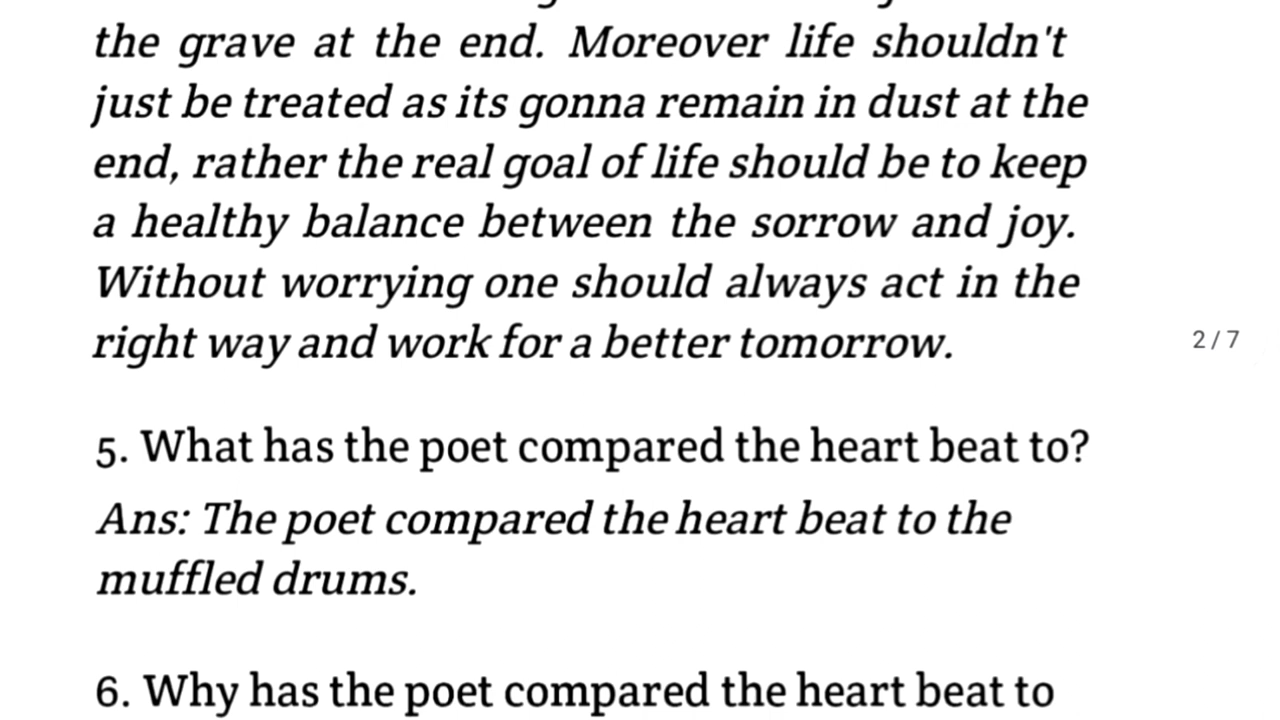 the grave at the end. Moreover life shouldn't
just be treated as its gonna remain in dust at the
end, rather the real goal of life should be to keep
a healthy balance between the sorrow and joy.
Without worrying one should always act in the
right way and work for a better tomorrow.
2 / 7
5. What has the poet compared the heart beat to?
Ans: The poet compared the heart beat to the
muffled drums.
6. Why has the poet compared the heart beat to